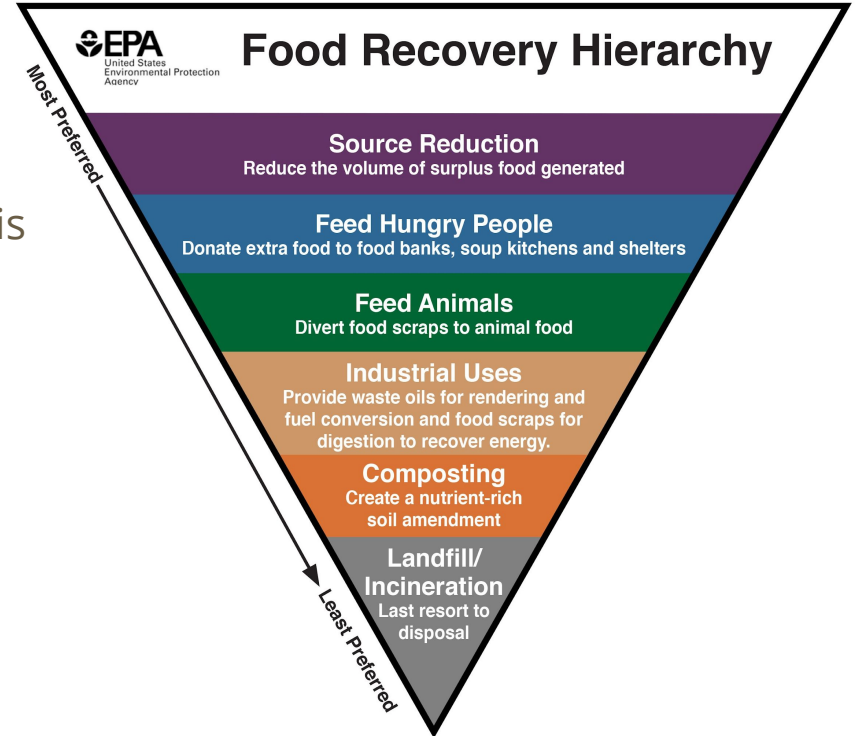 EPA
United States
Environmental Protection
Agency
Food Recovery Hierarchy
Most Preferred
Source Reduction
Reduce the volume of surplus food generated
is
Feed Hungry People
Donate extra food to food banks, soup kitchens and shelters
Feed Animals
Divert food scraps to animal food
Industrial Uses
Provide waste oils for rendering and
fuel conversion and food scraps for
digestion to recover energy.
Composting
Create a nutrient-rich
soil amendment
Landfill/
Incineration
Last resort to
disposal
Least Preferred